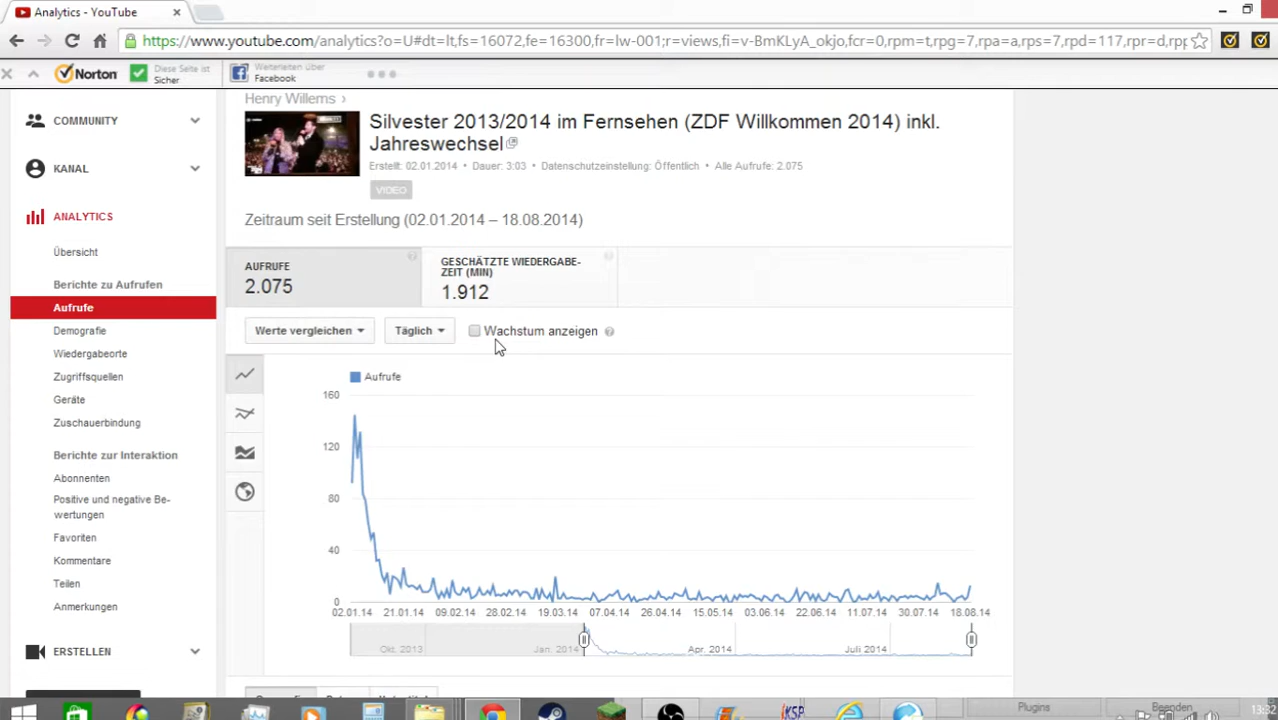 Analytics - YouTube
https://www.youtube.com/analytics?o=U#dt=lt,fs=16072,fe=16300,fr=lw-001;r=views,fi=v-BmKLyA_okjo,fcr=0,rpm=t,rpg=7,rpa=a,rps=7,rpd=117,rpr=d,rpp
Norton
Diese Seite ist
Sicher
Weiterleiten über
Facebook
COMMUNITY
KANAL
ANALYTICS
Übersicht
Berichte zu Aufrufen
Aufrufe
Demografie
Wiedergabeorte
Zugriffsquellen
Geräte
Zuschauerbindung
Berichte zur Interaktion
Abonnenten
Positive und negative Be-
wertungen
Favoriten
Kommentare
Teilen
Anmerkungen
ERSTELLEN
Henry Willems ›
Silvester 2013/2014 im Fernsehen (ZDF Willkommen 2014) inkl.
Jahreswechsel
Erstellt: 02.01.2014 • Dauer: 3:03 • Datenschutzeinstellung: Öffentlich • Alle Aufrufe: 2.075
VIDEO
Zeitraum seit Erstellung (02.01.2014 – 18.08.2014)
AUFRUFE
2.075
GESCHÄTZTE WIEDERGABE-
ZEIT (MIN)
1.912
Werte vergleichen
Täglich
Wachstum anzeigen
Aufrufe
160
120
80
40
0
02.01.14 21.01.14 09.02.14 28.02.14 19.03.14 07.04.14 26.04.14 15.05.14 03.06.14 22.06.14 11.07.14 30.07.14 18.08.14
Okt. 2013 Jan. 2014 Apr. 2014 Juli 2014
KSP
Plugins
Beenden
13:32